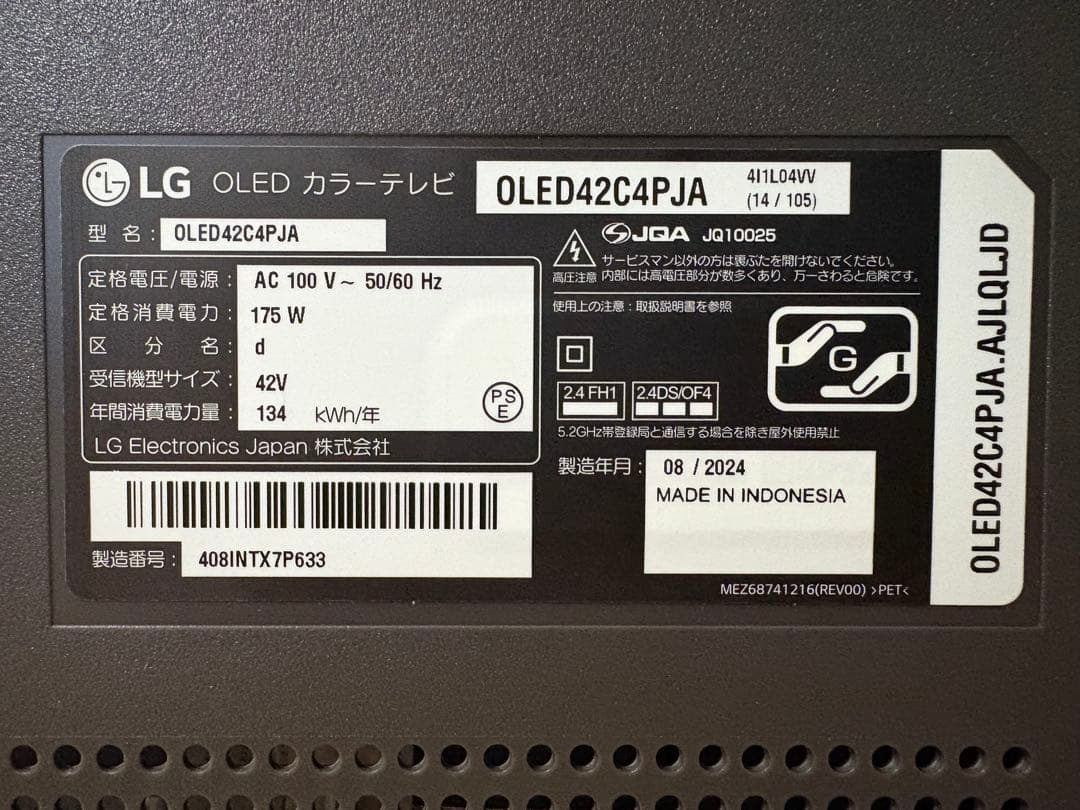 LG OLED カラーテレビ
OLED42C4PJA
4I1L04VV
(14 / 105)
型 名 : OLED42C4PJA
定格電圧/電源 : AC 100 V ~ 50/60 Hz
定格消費電力 : 175 W
区 分 名 : d
受信機型サイズ : 42V
年間消費電力量 : 134 kWh/年
PS
E
LG Electronics Japan 株式会社
製造番号 : 408INTX7P633
JQA JQ10025
サービスマン以外の方は裏ぶたを開けないでください。
高圧注意 内部には高電圧部分が数多くあり、万一さわると危険です。
使用上の注意 : 取扱説明書を参照
G
2.4 FH1 2.4DS/OF4
5.2GHz帯登録局と通信する場合を除き屋外使用禁止
製造年月 : 08 / 2024
MADE IN INDONESIA
MEZ68741216(REV00) >PET<
OLED42C4PJA.AJLQLJD